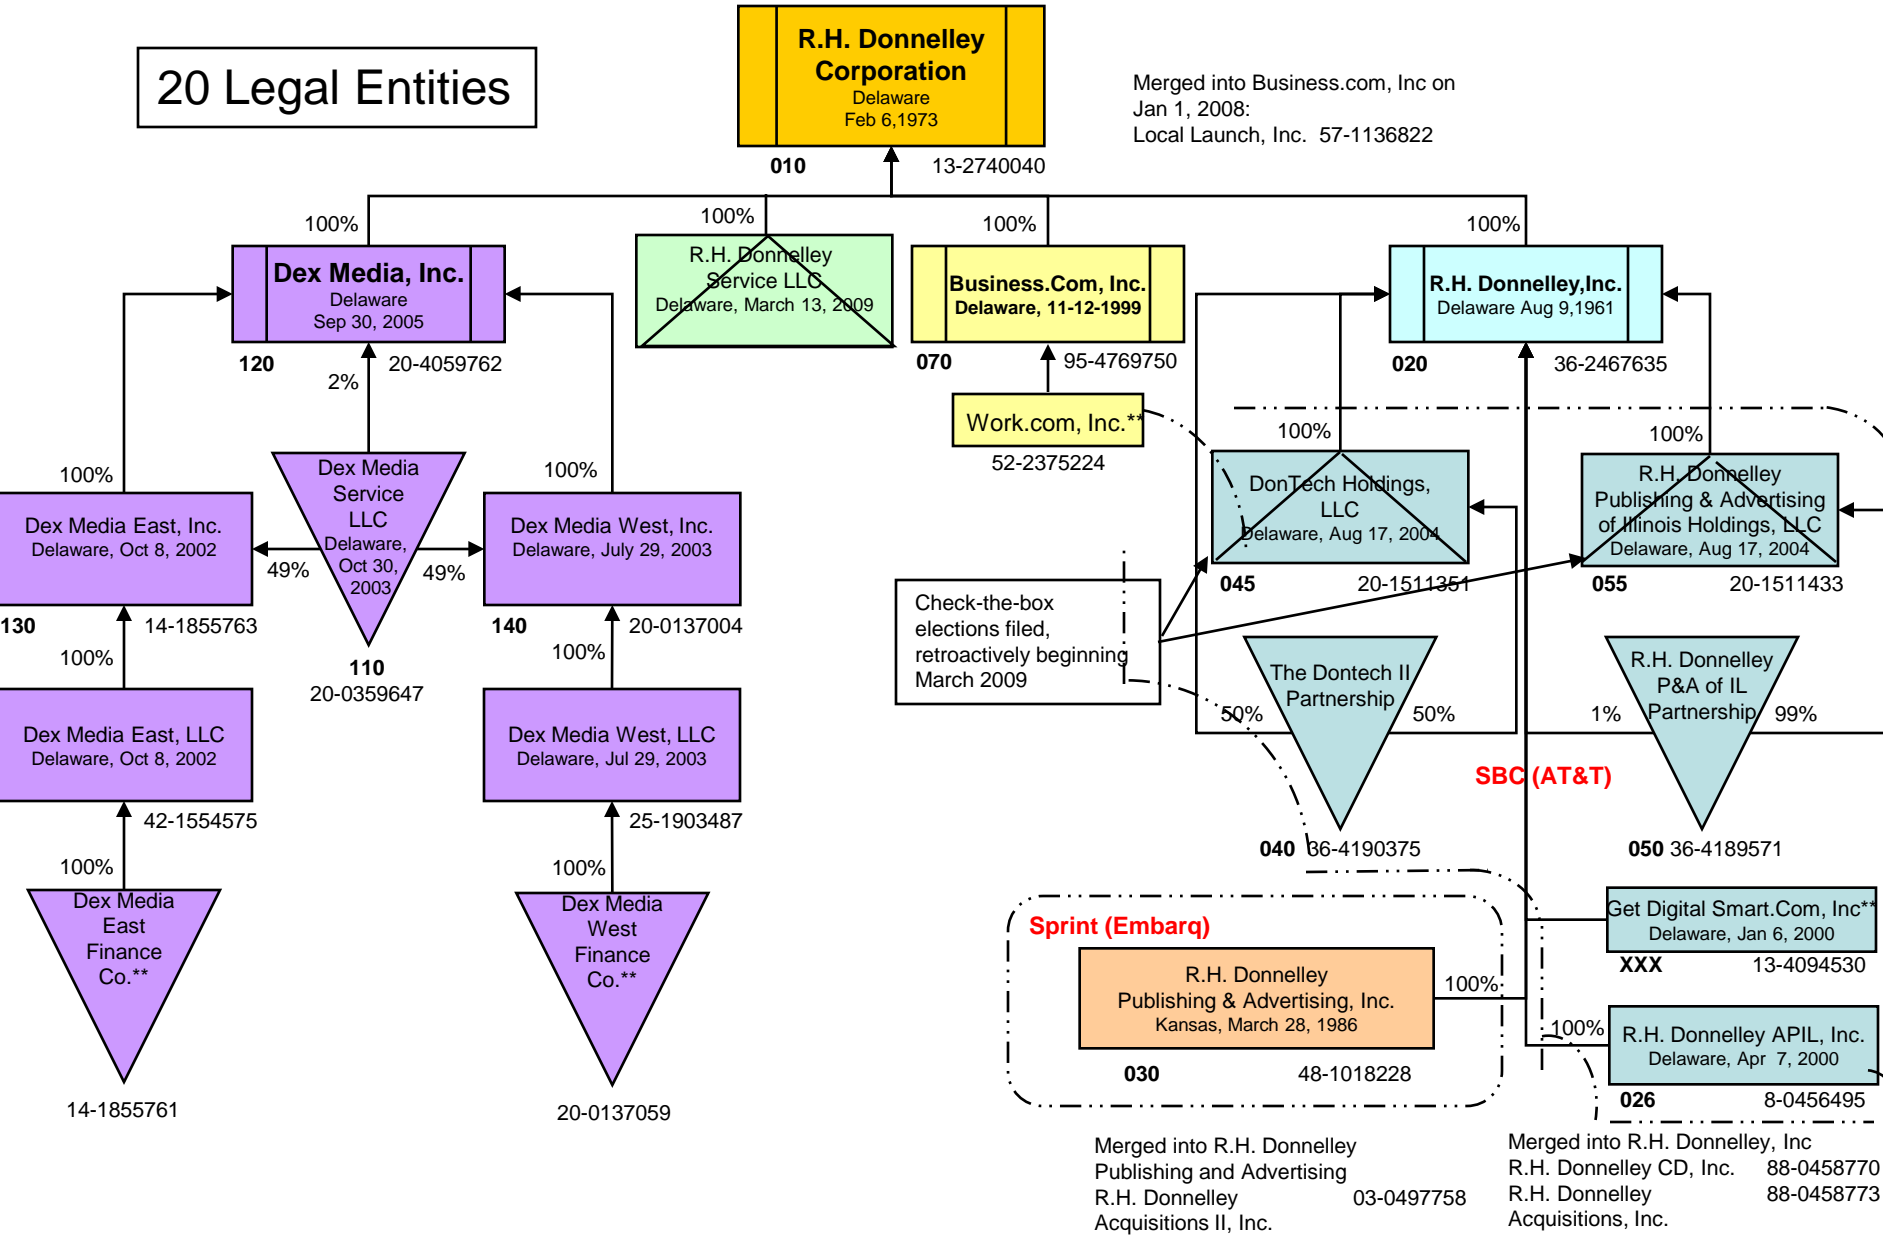 20 Legal Entities
R.H. Donnelley
Corporation
Delaware
Feb 6,1973
010 13-2740040
Merged into Business.com, Inc on
Jan 1, 2008:
Local Launch, Inc. 57-1136822
100%
100%
100%
100%
Dex Media, Inc.
Delaware
Sep 30, 2005
120 20-4059762
R.H. Donnelley
Service LLC
Delaware, March 13, 2009
Business.Com, Inc.
Delaware, 11-12-1999
070 95-4769750
R.H. Donnelley,Inc.
Delaware Aug 9,1961
020 36-2467635
2%
Work.com, Inc.**
52-2375224
100%
Dex Media East, Inc.
Delaware, Oct 8, 2002
130 14-1855763
Dex Media
Service
LLC
Delaware,
Oct 30,
2003
49%
49%
110
20-0359647
100%
Dex Media West, Inc.
Delaware, July 29, 2003
140 20-0137004
100%
DonTech Holdings,
LLC
Delaware, Aug 17, 2004
045 20-1511351
100%
R.H. Donnelley
Publishing & Advertising
of Illinois Holdings, LLC
Delaware, Aug 17, 2004
055 20-1511433
Check-the-box
elections filed,
retroactively beginning
March 2009
100%
Dex Media East, LLC
Delaware, Oct 8, 2002
42-1554575
100%
Dex Media West, LLC
Delaware, Jul 29, 2003
25-1903487
The Dontech II
Partnership
50%
50%
040 36-4190375
R.H. Donnelley
P&A of IL
Partnership
1%
99%
050 36-4189571
SBC (AT&T)
100%
Dex Media
East
Finance
Co.**
14-1855761
100%
Dex Media
West
Finance
Co.**
20-0137059
Sprint (Embarq)
R.H. Donnelley
Publishing & Advertising, Inc.
Kansas, March 28, 1986
100%
030 48-1018228
Get Digital Smart.Com, Inc**
Delaware, Jan 6, 2000
XXX 13-4094530
100%
R.H. Donnelley APIL, Inc.
Delaware, Apr 7, 2000
026 8-0456495
Merged into R.H. Donnelley
Publishing and Advertising
R.H. Donnelley 03-0497758
Acquisitions II, Inc.
Merged into R.H. Donnelley, Inc
R.H. Donnelley CD, Inc. 88-0458770
R.H. Donnelley 88-0458773
Acquisitions, Inc.